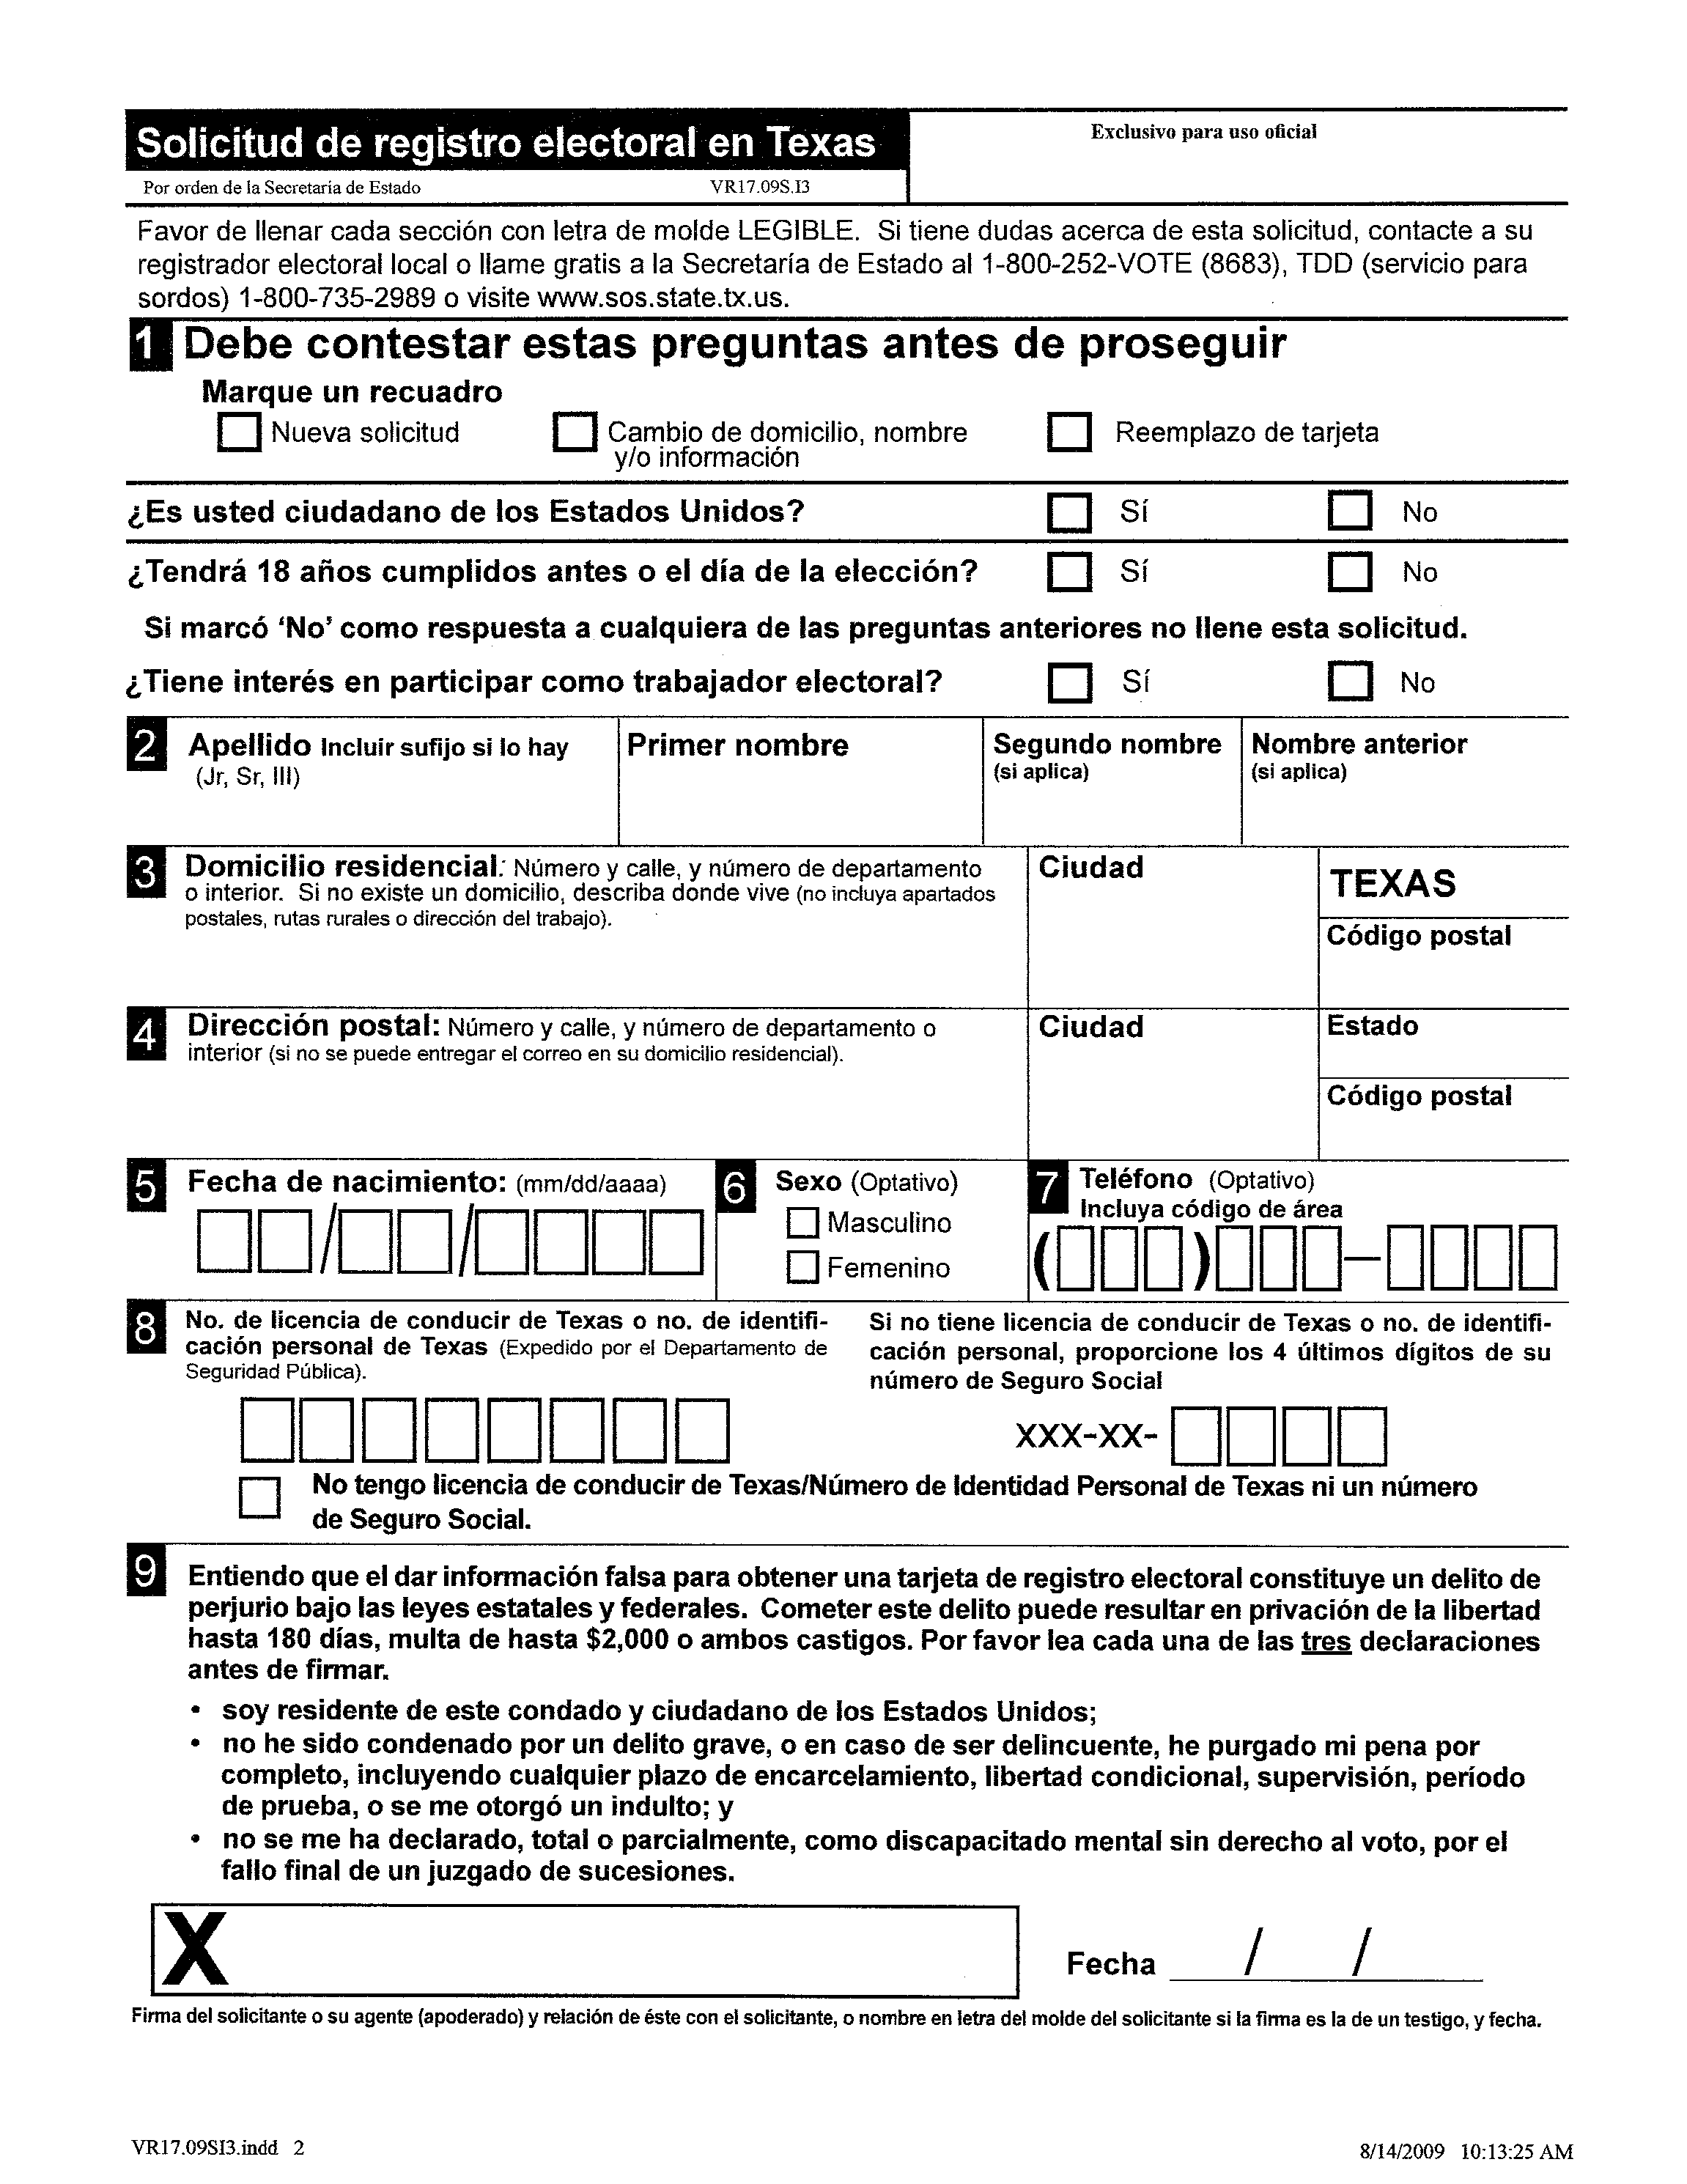 Solicitud de registro electoral en Texas
Exclusivo para uso oficial
Por orden de la Secretaría de Estado VR17.09S.I3
Favor de llenar cada sección con letra de molde LEGIBLE. Si tiene dudas acerca de esta solicitud, contacte a su
registrador electoral local o llame gratis a la Secretaría de Estado al 1-800-252-VOTE (8683), TDD (servicio para
sordos) 1-800-735-2989 o visite www.sos.state.tx.us.
1 Debe contestar estas preguntas antes de proseguir
Marque un recuadro
Nueva solicitud
Cambio de domicilio, nombre
y/o información
Reemplazo de tarjeta
¿Es usted ciudadano de los Estados Unidos? Sí No
¿Tendrá 18 años cumplidos antes o el día de la elección? Sí No
Si marcó ‘No’ como respuesta a cualquiera de las preguntas anteriores no llene esta solicitud.
¿Tiene interés en participar como trabajador electoral? Sí No
2 Apellido Incluir sufijo si lo hay
(Jr, Sr, III)
Primer nombre
Segundo nombre
(si aplica)
Nombre anterior
(si aplica)
3 Domicilio residencial: Número y calle, y número de departamento
o interior. Si no existe un domicilio, describa donde vive (no incluya apartados
postales, rutas rurales o dirección del trabajo).
Ciudad
TEXAS
Código postal
4 Dirección postal: Número y calle, y número de departamento o
interior (si no se puede entregar el correo en su domicilio residencial).
Ciudad
Estado
Código postal
5 Fecha de nacimiento: (mm/dd/aaaa)
/ /
6 Sexo (Optativo)
Masculino
Femenino
7 Teléfono (Optativo)
Incluya código de área
( ) –
8 No. de licencia de conducir de Texas o no. de identifi-
cación personal de Texas (Expedido por el Departamento de
Seguridad Pública).
Si no tiene licencia de conducir de Texas o no. de identifi-
cación personal, proporcione los 4 últimos dígitos de su
número de Seguro Social
XXX-XX-
No tengo licencia de conducir de Texas/Número de Identidad Personal de Texas ni un número
de Seguro Social.
9 Entiendo que el dar información falsa para obtener una tarjeta de registro electoral constituye un delito de
perjurio bajo las leyes estatales y federales. Cometer este delito puede resultar en privación de la libertad
hasta 180 días, multa de hasta $2,000 o ambos castigos. Por favor lea cada una de las tres declaraciones
antes de firmar.
• soy residente de este condado y ciudadano de los Estados Unidos;
• no he sido condenado por un delito grave, o en caso de ser delincuente, he purgado mi pena por
completo, incluyendo cualquier plazo de encarcelamiento, libertad condicional, supervisión, período
de prueba, o se me otorgó un indulto; y
• no se me ha declarado, total o parcialmente, como discapacitado mental sin derecho al voto, por el
fallo final de un juzgado de sucesiones.
X
Fecha / /
Firma del solicitante o su agente (apoderado) y relación de éste con el solicitante, o nombre en letra del molde del solicitante si la firma es la de un testigo, y fecha.
VR17.09SI3.indd 2
8/14/2009 10:13:25 AM